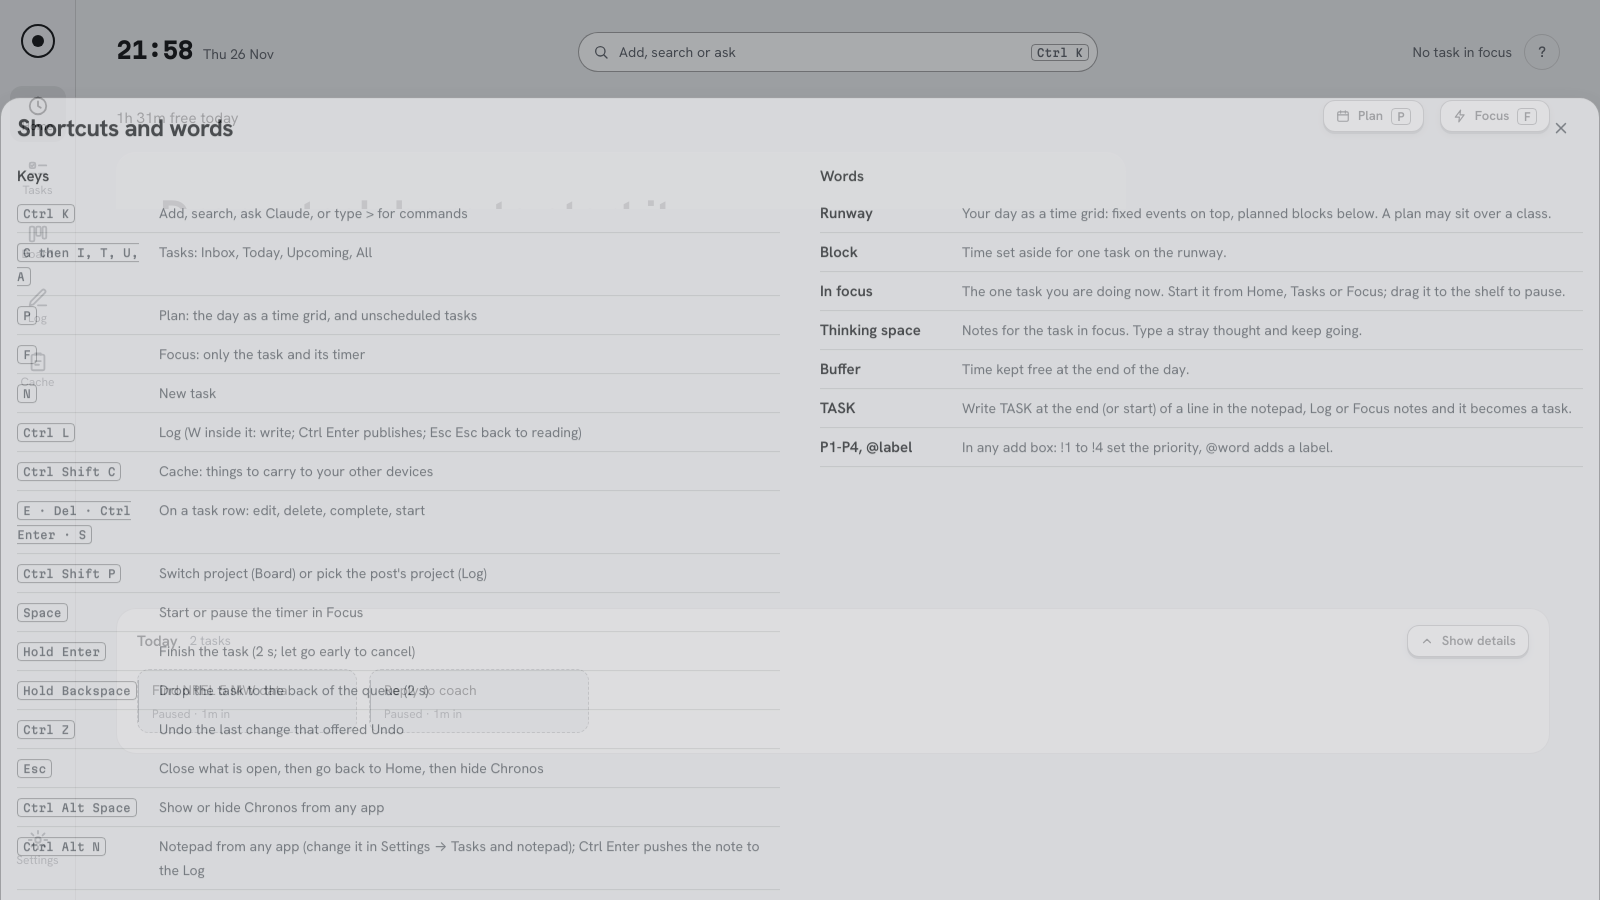 21:58 Thu 26 Nov
Add, search or ask Ctrl K
No task in focus ?
1h 31m free today
Plan P
Focus F
Shortcuts and words
Tasks
Log
Cache
Settings
Keys
Ctrl K Add, search, ask Claude, or type > for commands
G then I, T, U, A Tasks: Inbox, Today, Upcoming, All
P Plan: the day as a time grid, and unscheduled tasks
F Focus: only the task and its timer
N New task
Ctrl L Log (W inside it: write; Ctrl Enter publishes; Esc Esc back to reading)
Ctrl Shift C Cache: things to carry to your other devices
E · Del · Ctrl Enter · S On a task row: edit, delete, complete, start
Ctrl Shift P Switch project (Board) or pick the post's project (Log)
Space Start or pause the timer in Focus
Hold Enter Finish the task (2 s; let go early to cancel)
Hold Backspace Drop the task to the back of the queue (2 s)
Ctrl Z Undo the last change that offered Undo
Esc Close what is open, then go back to Home, then hide Chronos
Ctrl Alt Space Show or hide Chronos from any app
Ctrl Alt N Notepad from any app (change it in Settings → Tasks and notepad); Ctrl Enter pushes the note to
the Log
Words
Runway Your day as a time grid: fixed events on top, planned blocks below. A plan may sit over a class.
Block Time set aside for one task on the runway.
In focus The one task you are doing now. Start it from Home, Tasks or Focus; drag it to the shelf to pause.
Thinking space Notes for the task in focus. Type a stray thought and keep going.
Buffer Time kept free at the end of the day.
TASK Write TASK at the end (or start) of a line in the notepad, Log or Focus notes and it becomes a task.
P1-P4, @label In any add box: !1 to !4 set the priority, @word adds a label.
Today 2 tasks
Show details
to coach
Paused · 1m in
Paused · 1m in